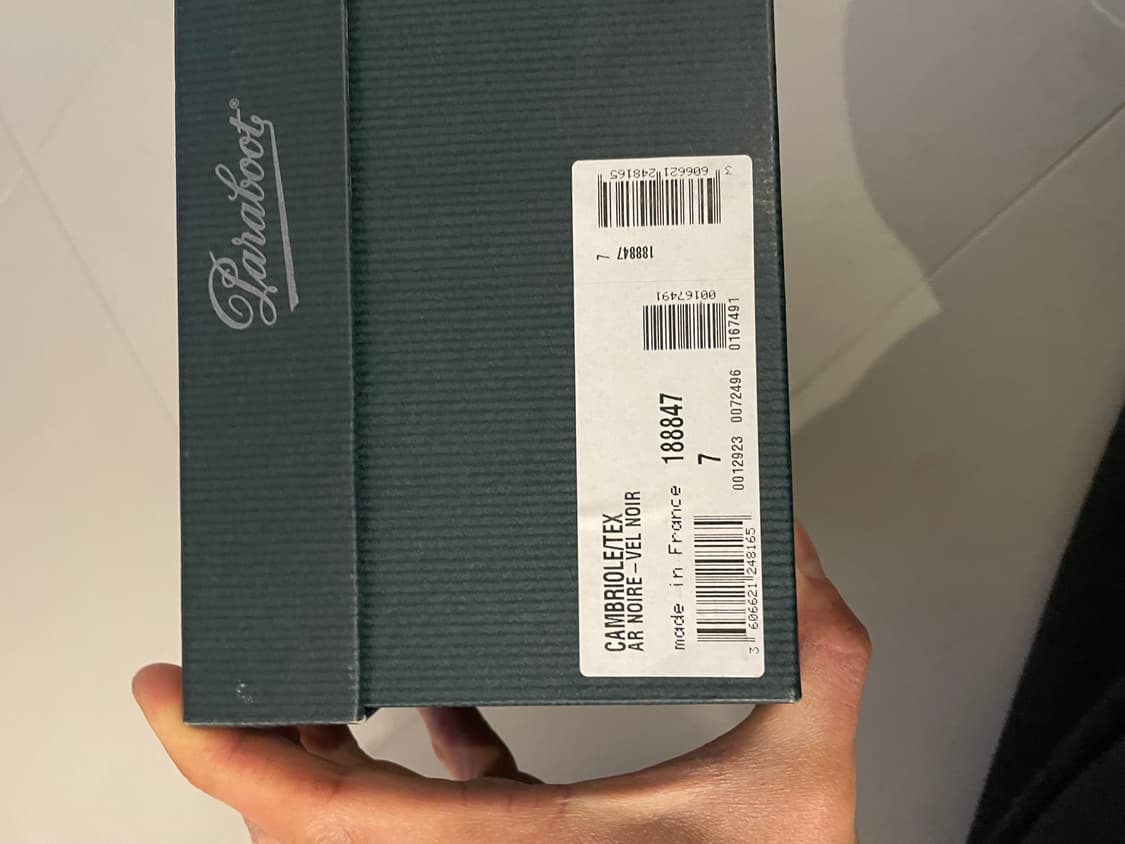 Paraboot®
CAMBRIOLE/TEX
AR NOIRE-VEL NOIR
made in France 188847
7
0012923 0072496 0167491
3 606621 248165
00167491
188847 7
3 606621 248165